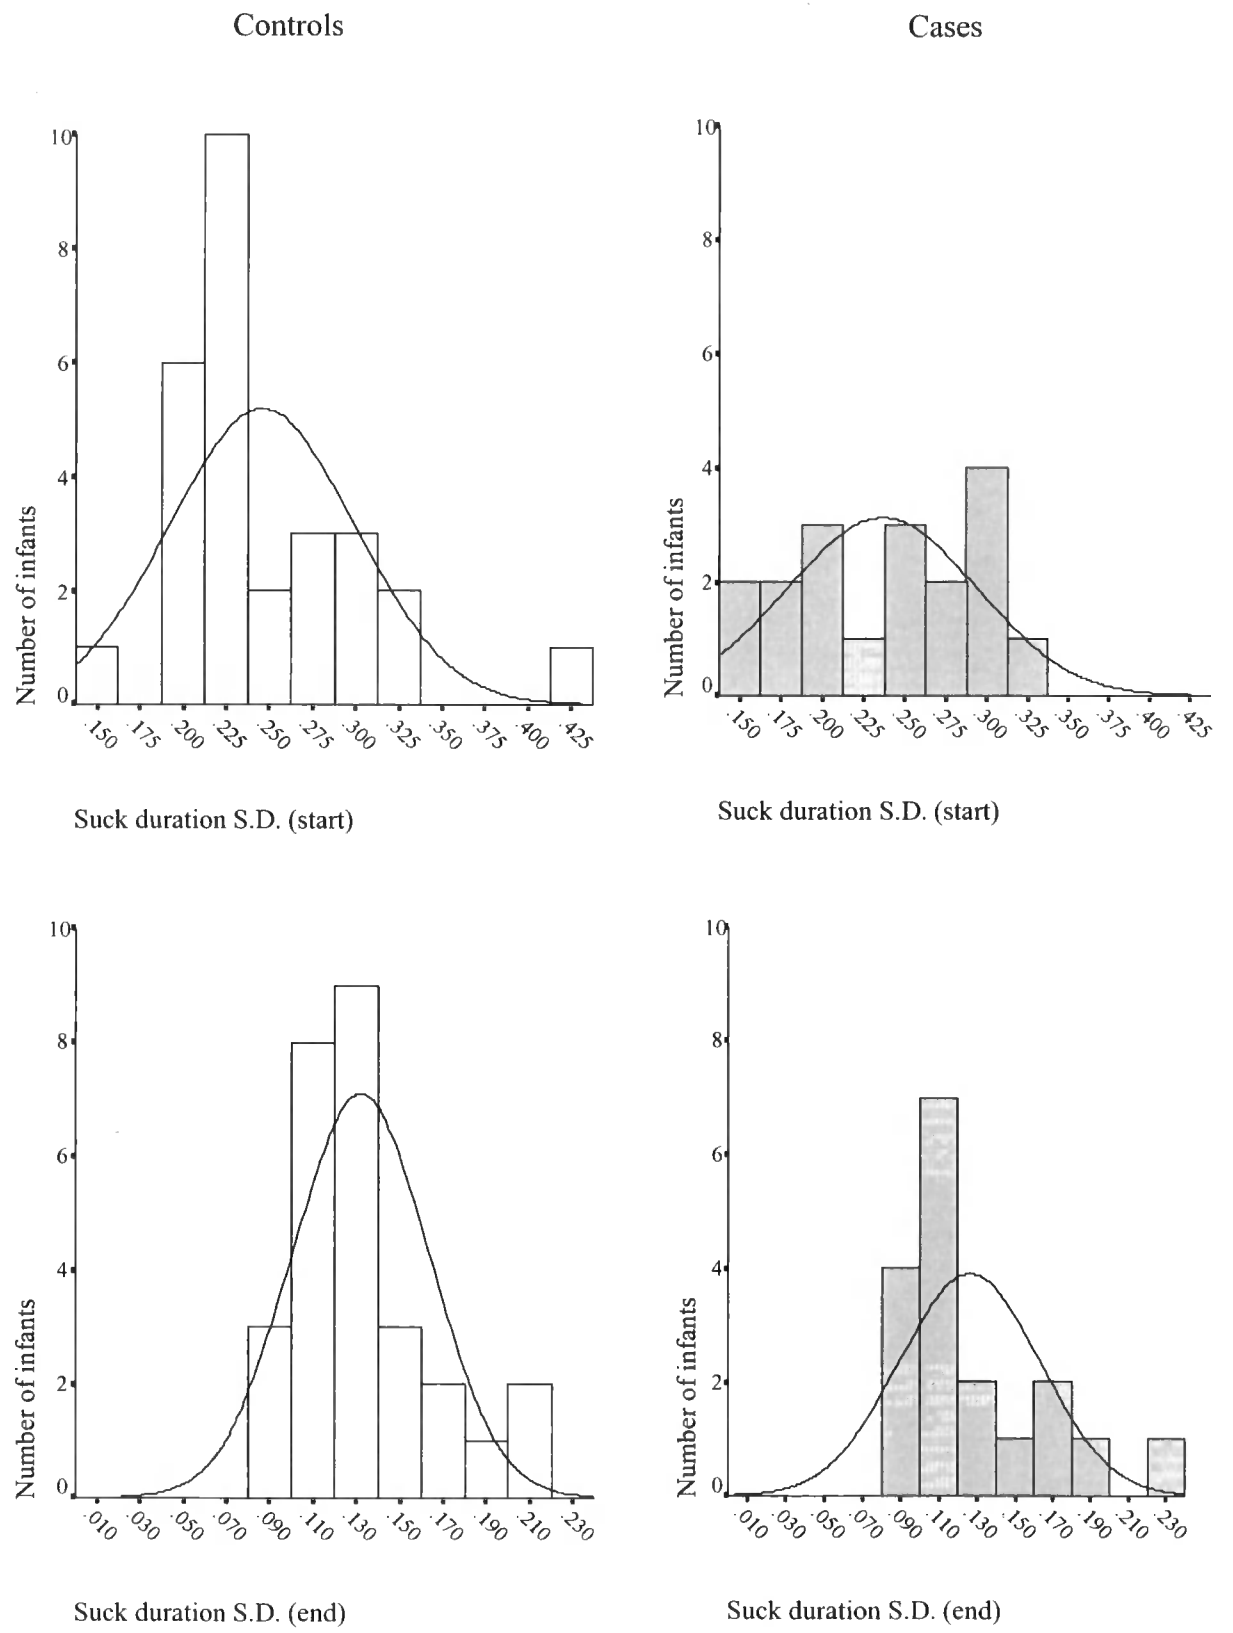 Controls
Cases
10
8
6
4
2
0
Number of infants
.150 .175 .200 .225 .250 .275 .300 .325 .350 .375 .400 .425
Suck duration S.D. (start)
10
8
6
4
2
0
Number of infants
.150 .175 .200 .225 .250 .275 .300 .325 .350 .375 .400 .425
Suck duration S.D. (start)
10
8
6
4
2
0
Number of infants
.010 .030 .050 .070 .090 .110 .130 .150 .170 .190 .210 .230
Suck duration S.D. (end)
10
8
6
4
2
0
Number of infants
.010 .030 .050 .070 .090 .110 .130 .150 .170 .190 .210 .230
Suck duration S.D. (end)